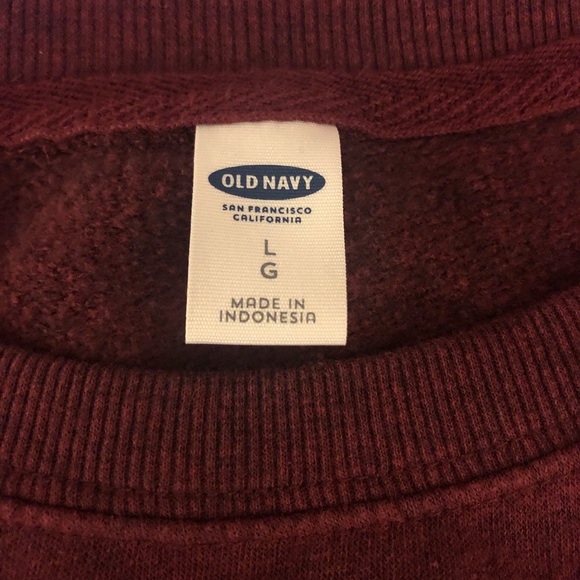 OLD NAVY
SAN FRANCISCO
CALIFORNIA
L
G
MADE IN
INDONESIA